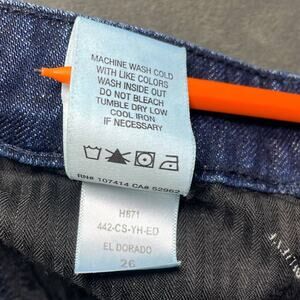 MACHINE WASH COLD
WITH LIKE COLORS
WASH INSIDE OUT
DO NOT BLEACH
TUMBLE DRY LOW
COOL IRON
IF NECESSARY
RN# 107414 CA# 52962
H871
442-CS-YH-ED
EL DORADO
26